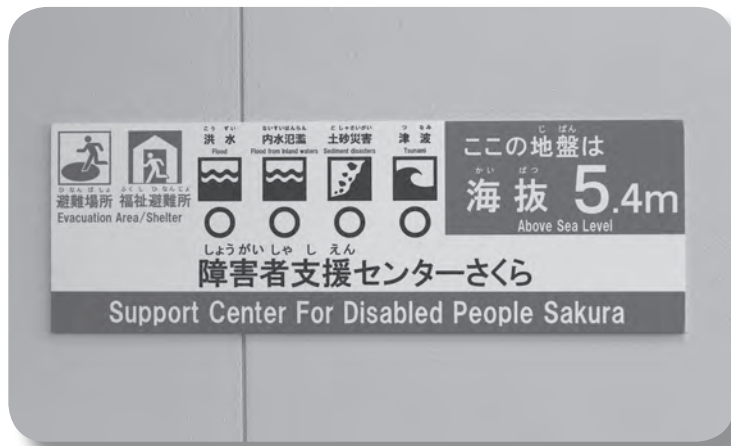 ひなんばしょ ふくしひなんじょ
避難場所 福祉避難所
Evacuation Area/Shelter
こうずい ないすいはんらん どしゃさいがい つなみ
洪水 内水氾濫 土砂災害 津波
Flood Flood from Inland waters Sediment disasters Tsunami
○ ○ ○ ○
じばん
ここの地盤は
かいばつ
海抜 5.4m
Above Sea Level
しょうがいしゃしえん
障害者支援センターさくら
Support Center For Disabled People Sakura